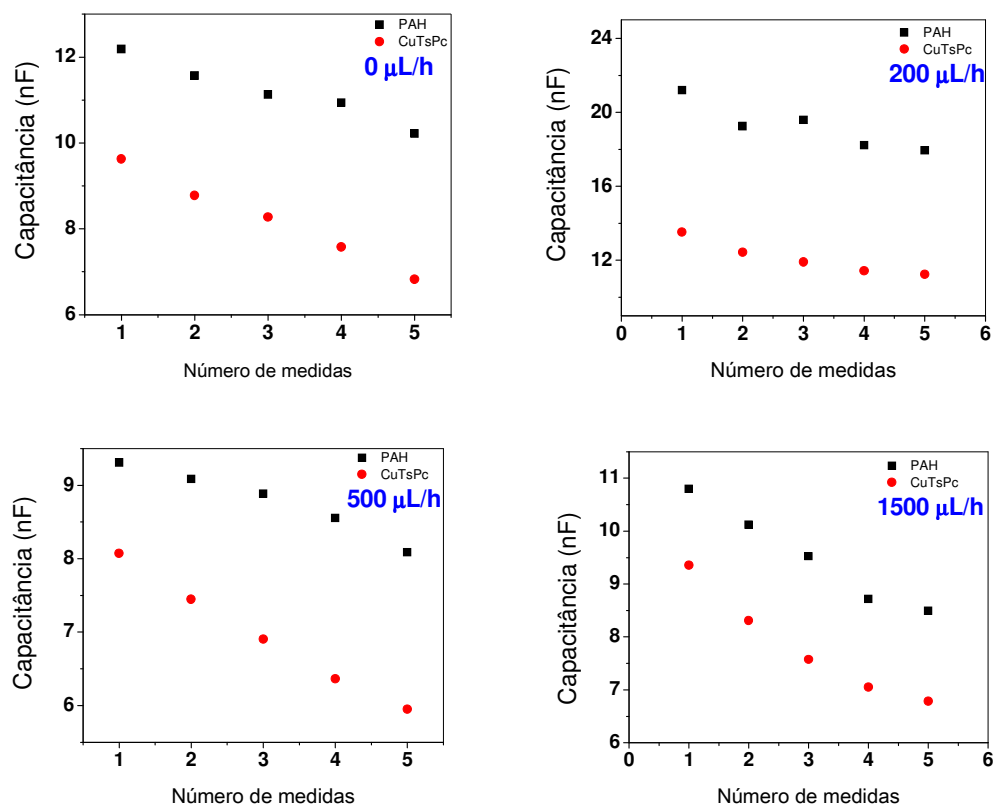 PAH
CuTsPc
0 μL/h
12
10
8
6
Capacitância (nF)
1 2 3 4 5
Número de medidas
PAH
CuTsPc
200 μL/h
24
20
16
12
Capacitância (nF)
0 1 2 3 4 5 6
Número de medidas
PAH
CuTsPc
500 μL/h
9
8
7
6
Capacitância (nF)
1 2 3 4 5
Número de medidas
PAH
CuTsPc
1500 μL/h
11
10
9
8
7
6
Capacitância (nF)
0 1 2 3 4 5 6
Número de medidas